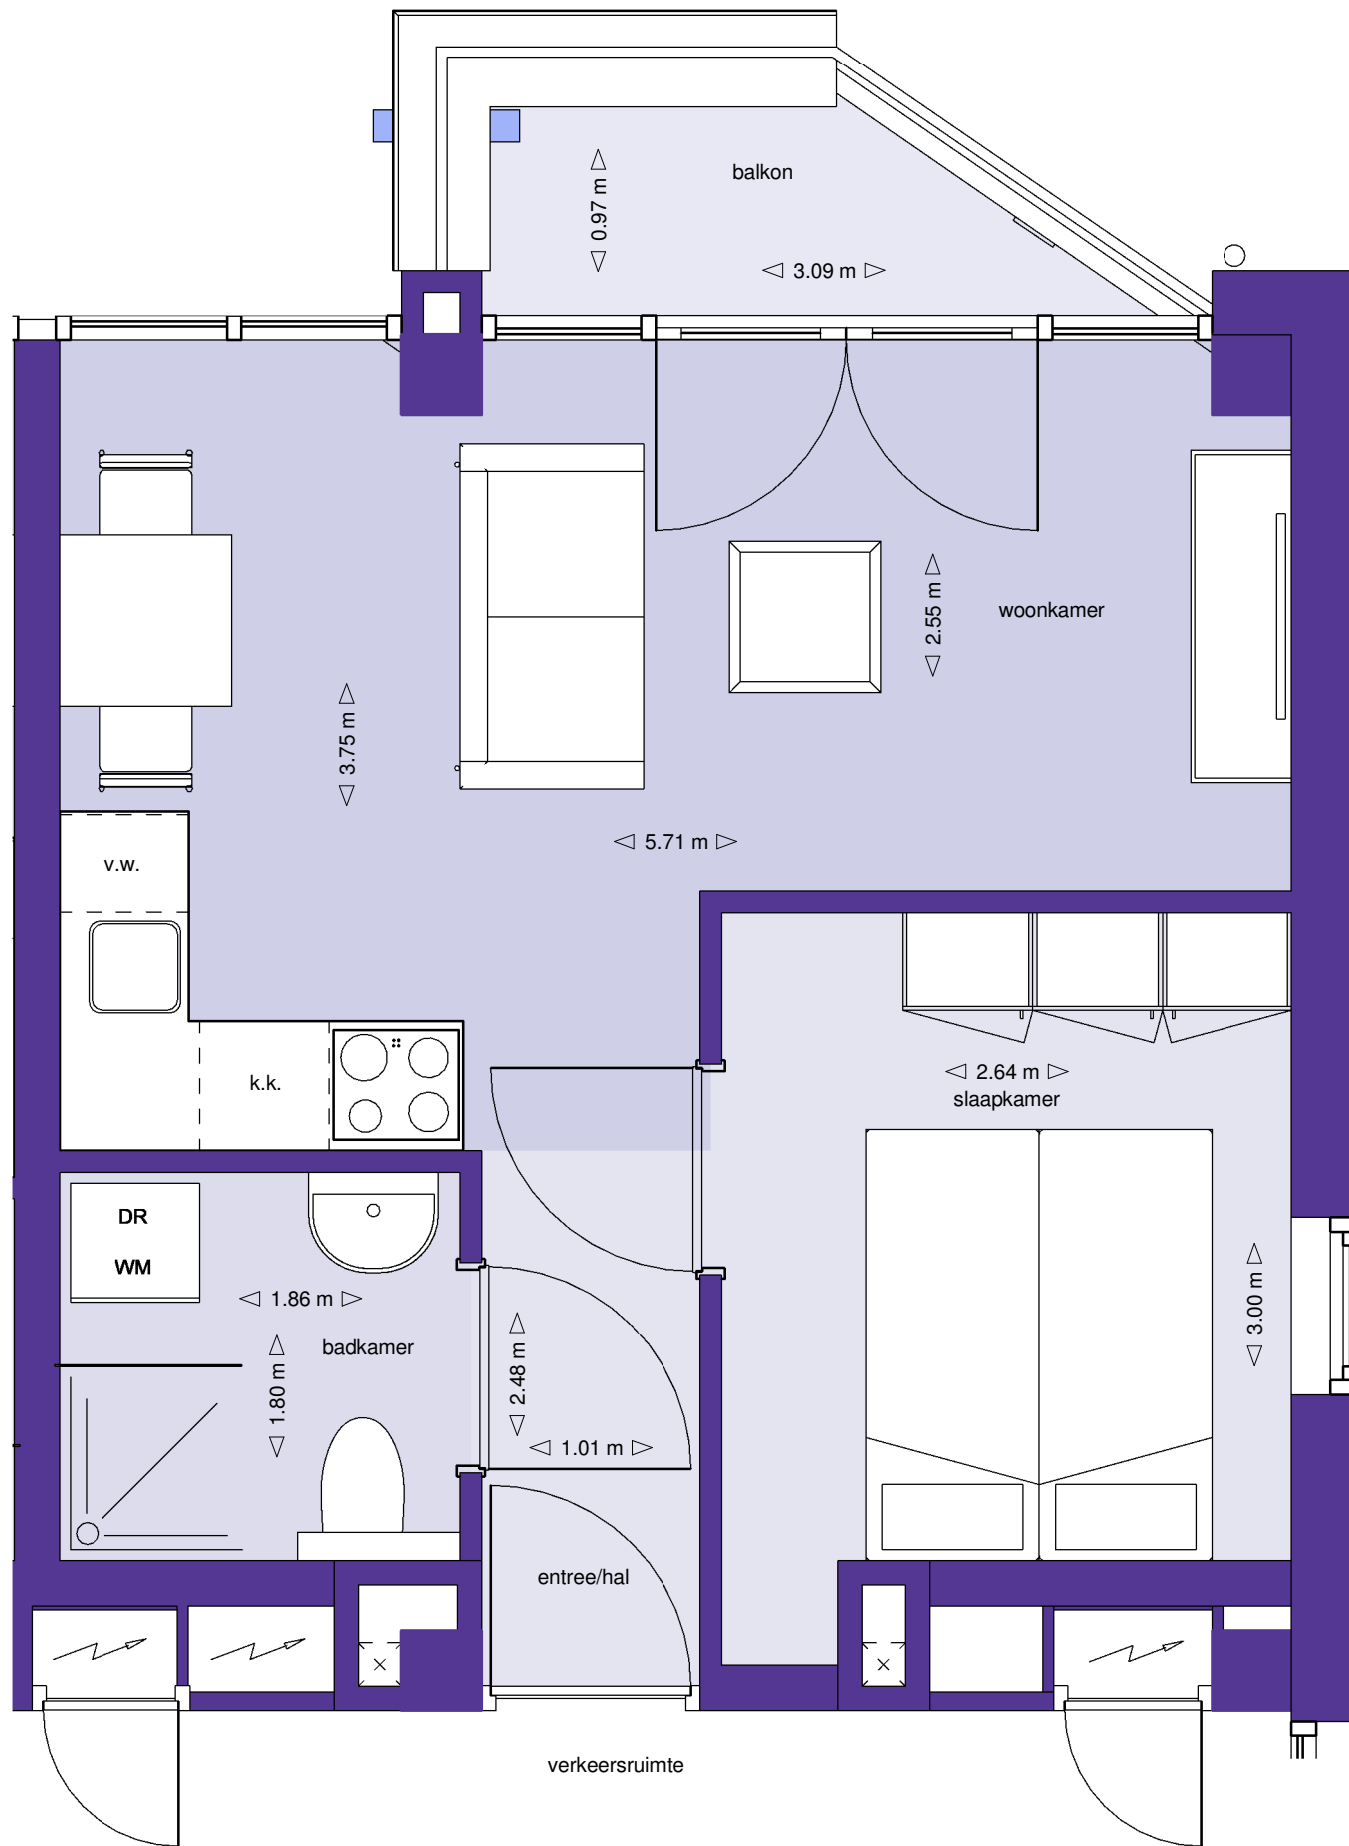 balkon
0.97 m
3.09 m
2.55 m
woonkamer
3.75 m
5.71 m
v.w.
k.k.
2.64 m
slaapkamer
DR
WM
1.86 m
badkamer
1.80 m
2.48 m
3.00 m
1.01 m
entree/hal
verkeersruimte